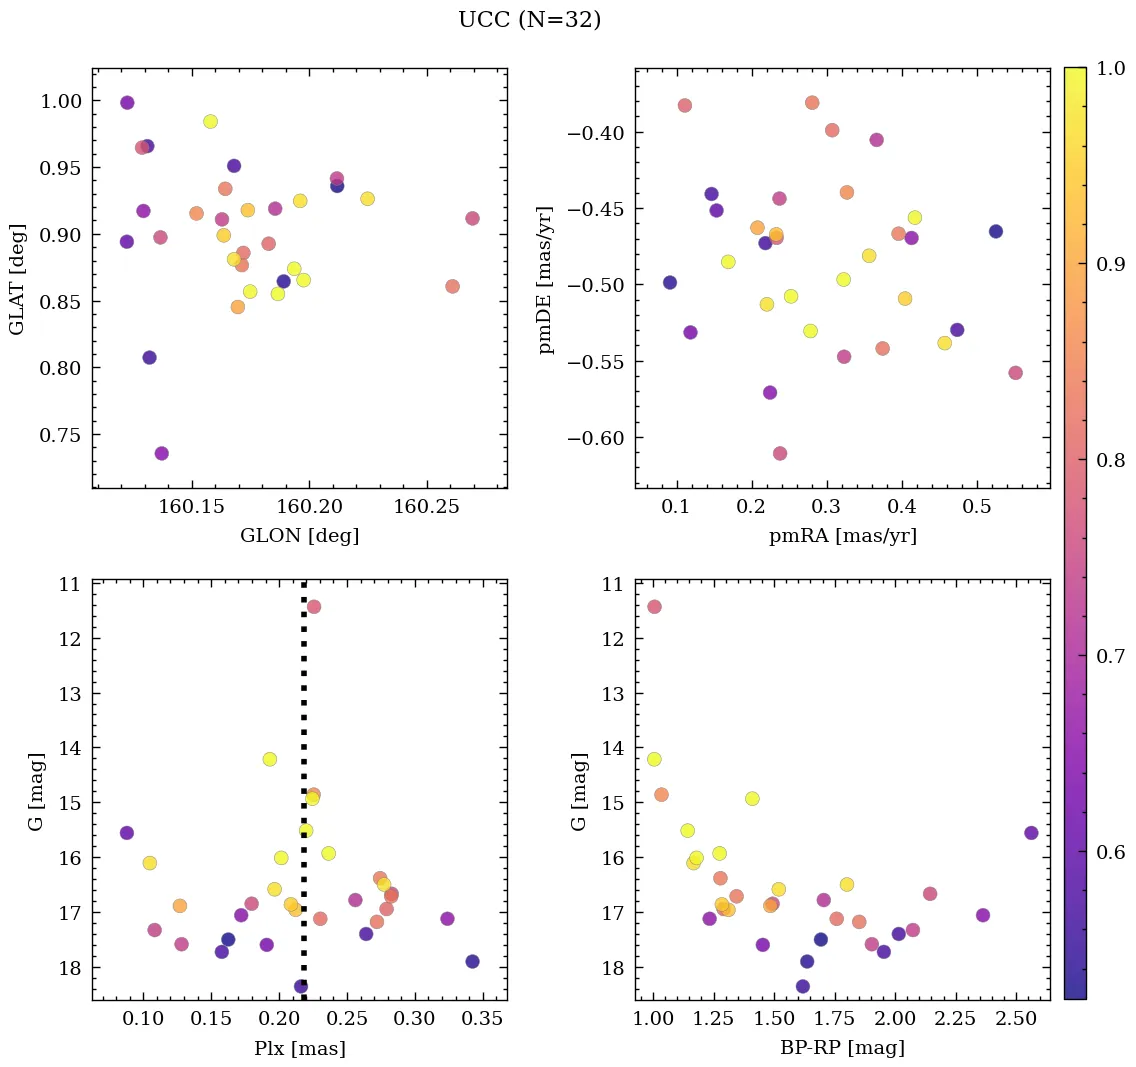 UCC (N=32)
1.00
0.95
0.90
0.85
0.80
0.75
GLAT [deg]
160.15 160.20 160.25
GLON [deg]
−0.40
−0.45
−0.50
−0.55
−0.60
pmDE [mas/yr]
0.1 0.2 0.3 0.4 0.5
pmRA [mas/yr]
11
12
13
14
15
16
17
18
G [mag]
0.10 0.15 0.20 0.25 0.30 0.35
Plx [mas]
11
12
13
14
15
16
17
18
G [mag]
1.00 1.25 1.50 1.75 2.00 2.25 2.50
BP-RP [mag]
1.0
0.9
0.8
0.7
0.6